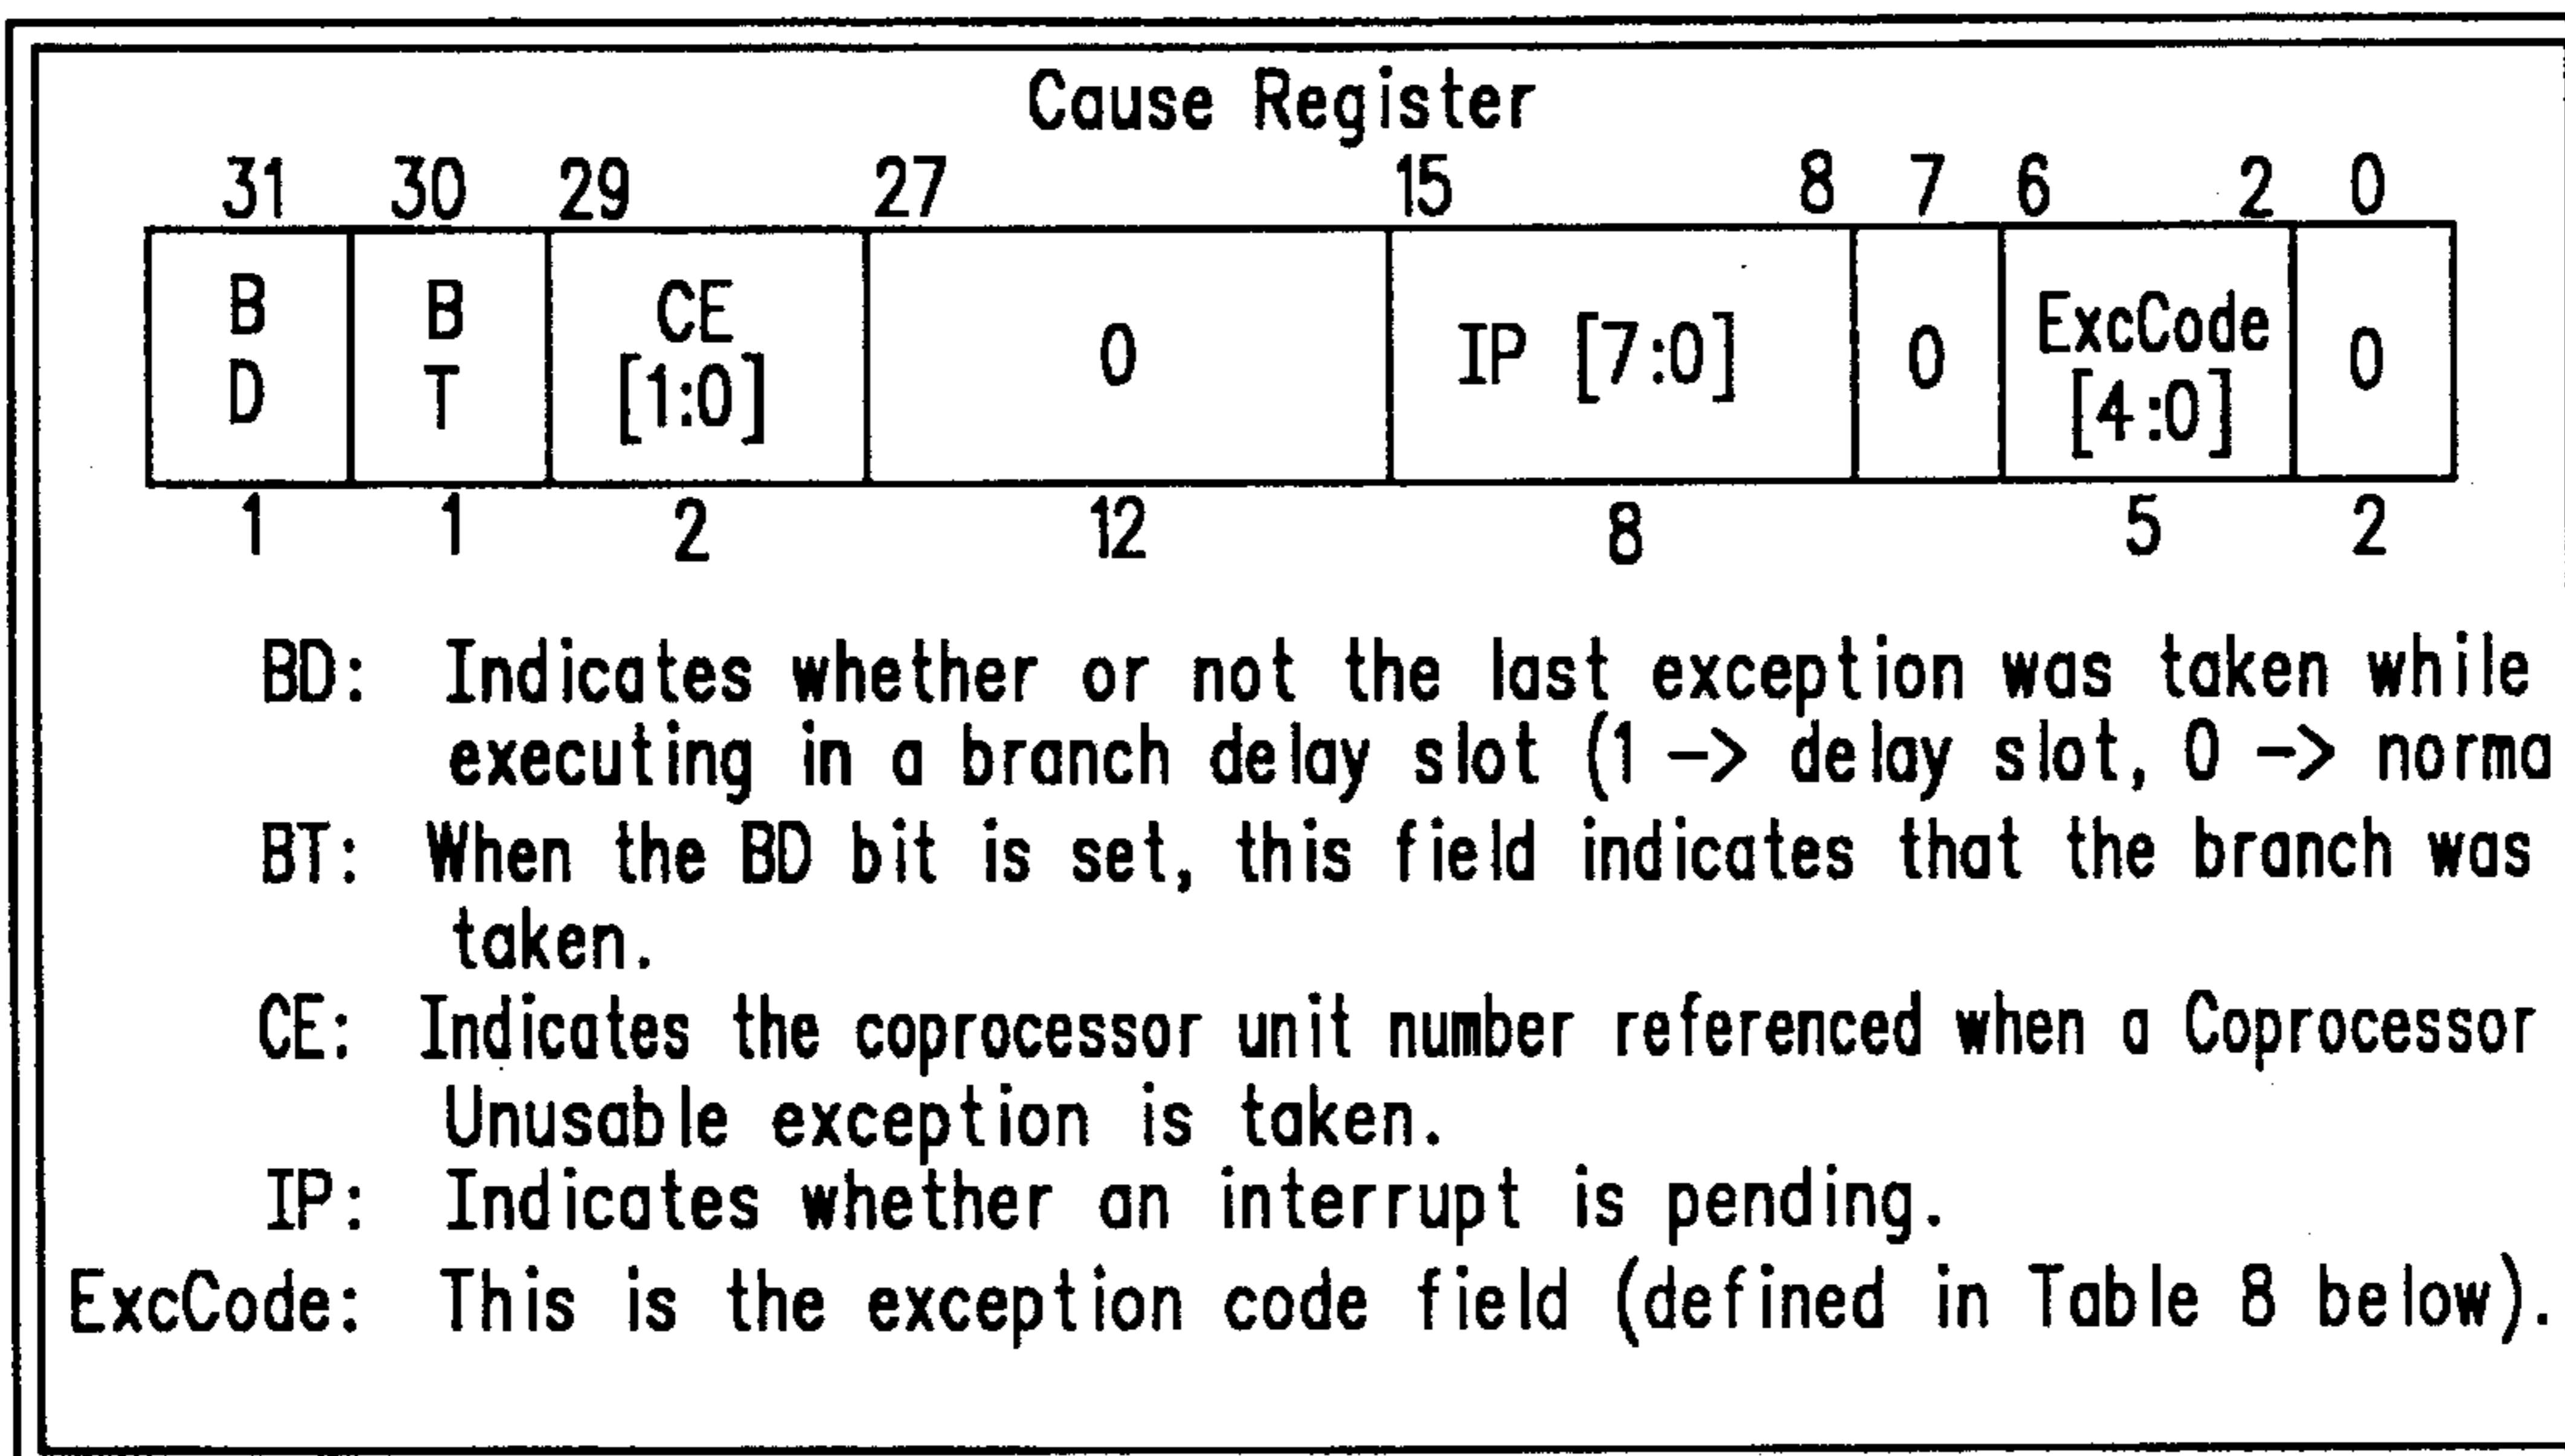 Cause Register
31 30 29 27 15 8 7 6 2 0
B D B T CE [1:0] 0 IP [7:0] 0 ExcCode [4:0] 0
1 1 2 12 8 5 2
BD: Indicates whether or not the last exception was taken while
executing in a branch delay slot (1 -> delay slot, 0 -> norma
BT: When the BD bit is set, this field indicates that the branch was
taken.
CE: Indicates the coprocessor unit number referenced when a Coprocessor
Unusable exception is taken.
IP: Indicates whether an interrupt is pending.
ExcCode: This is the exception code field (defined in Table 8 below).